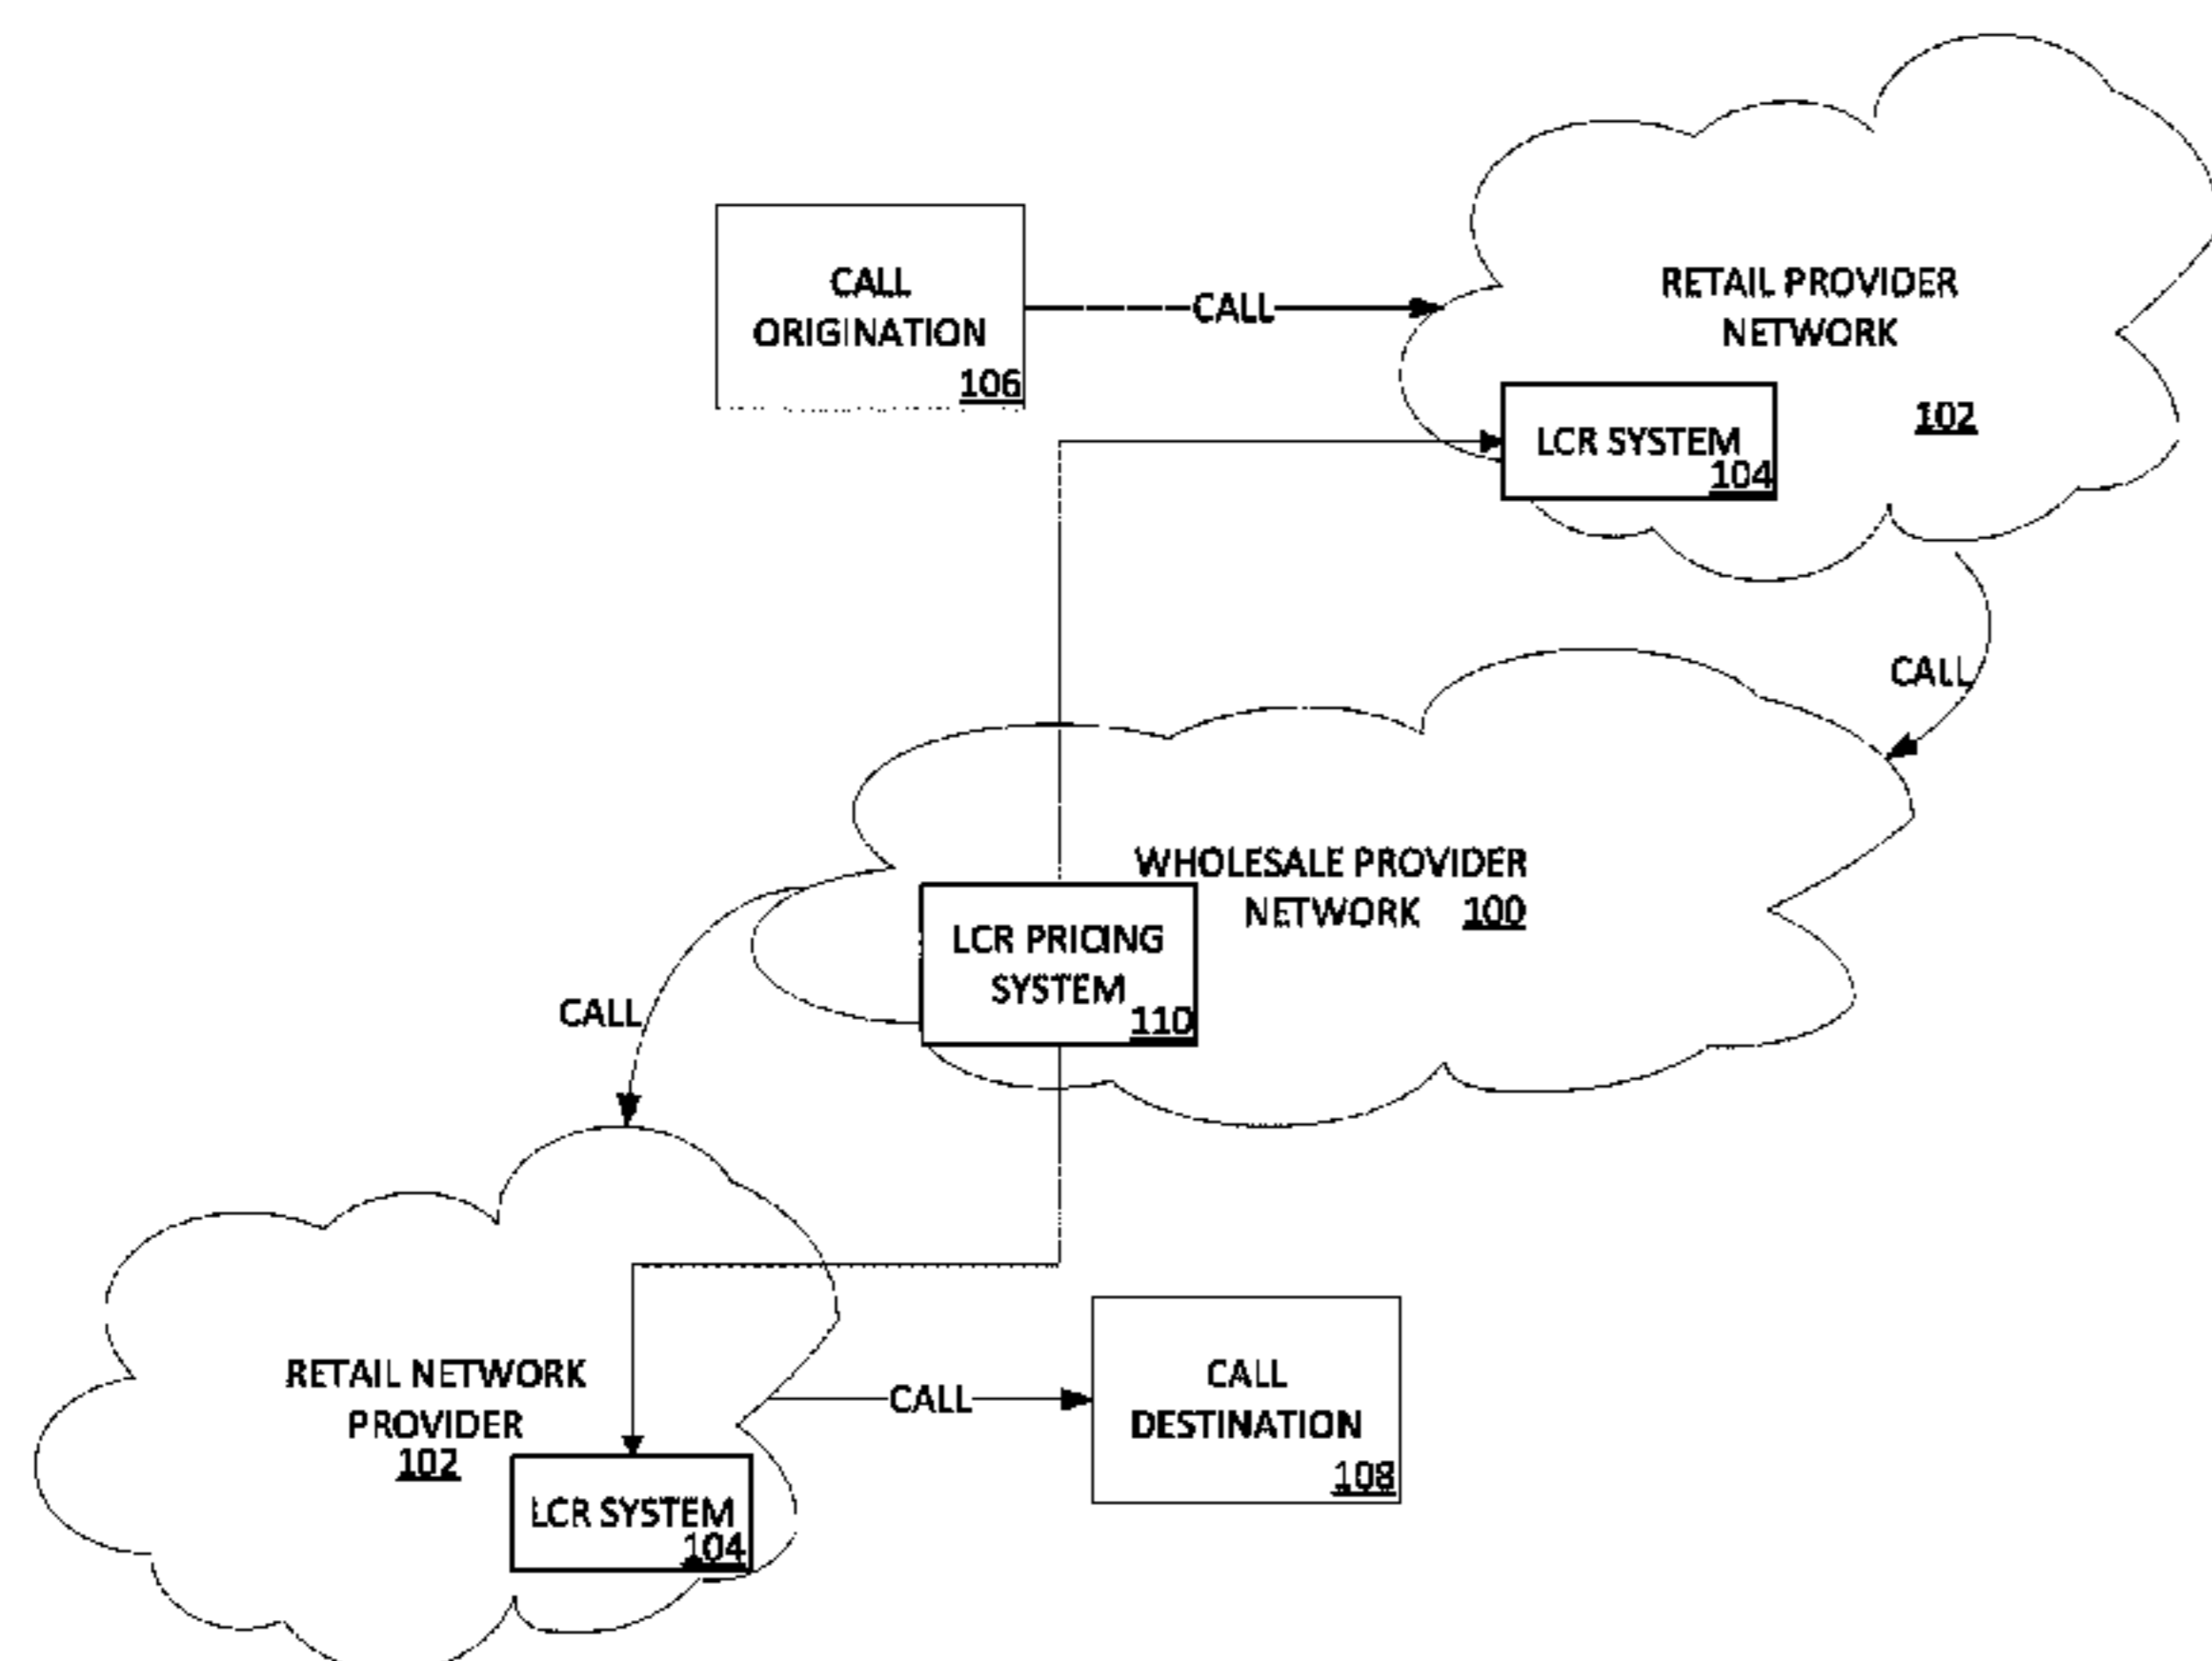 CALL
ORIGINATION
106
CALL
RETAIL PROVIDER
NETWORK
102
LCR SYSTEM
104
CALL
WHOLESALE PROVIDER
NETWORK 100
LCR PRICING
SYSTEM
110
CALL
RETAIL NETWORK
PROVIDER
102
LCR SYSTEM
104
CALL
CALL
DESTINATION
108